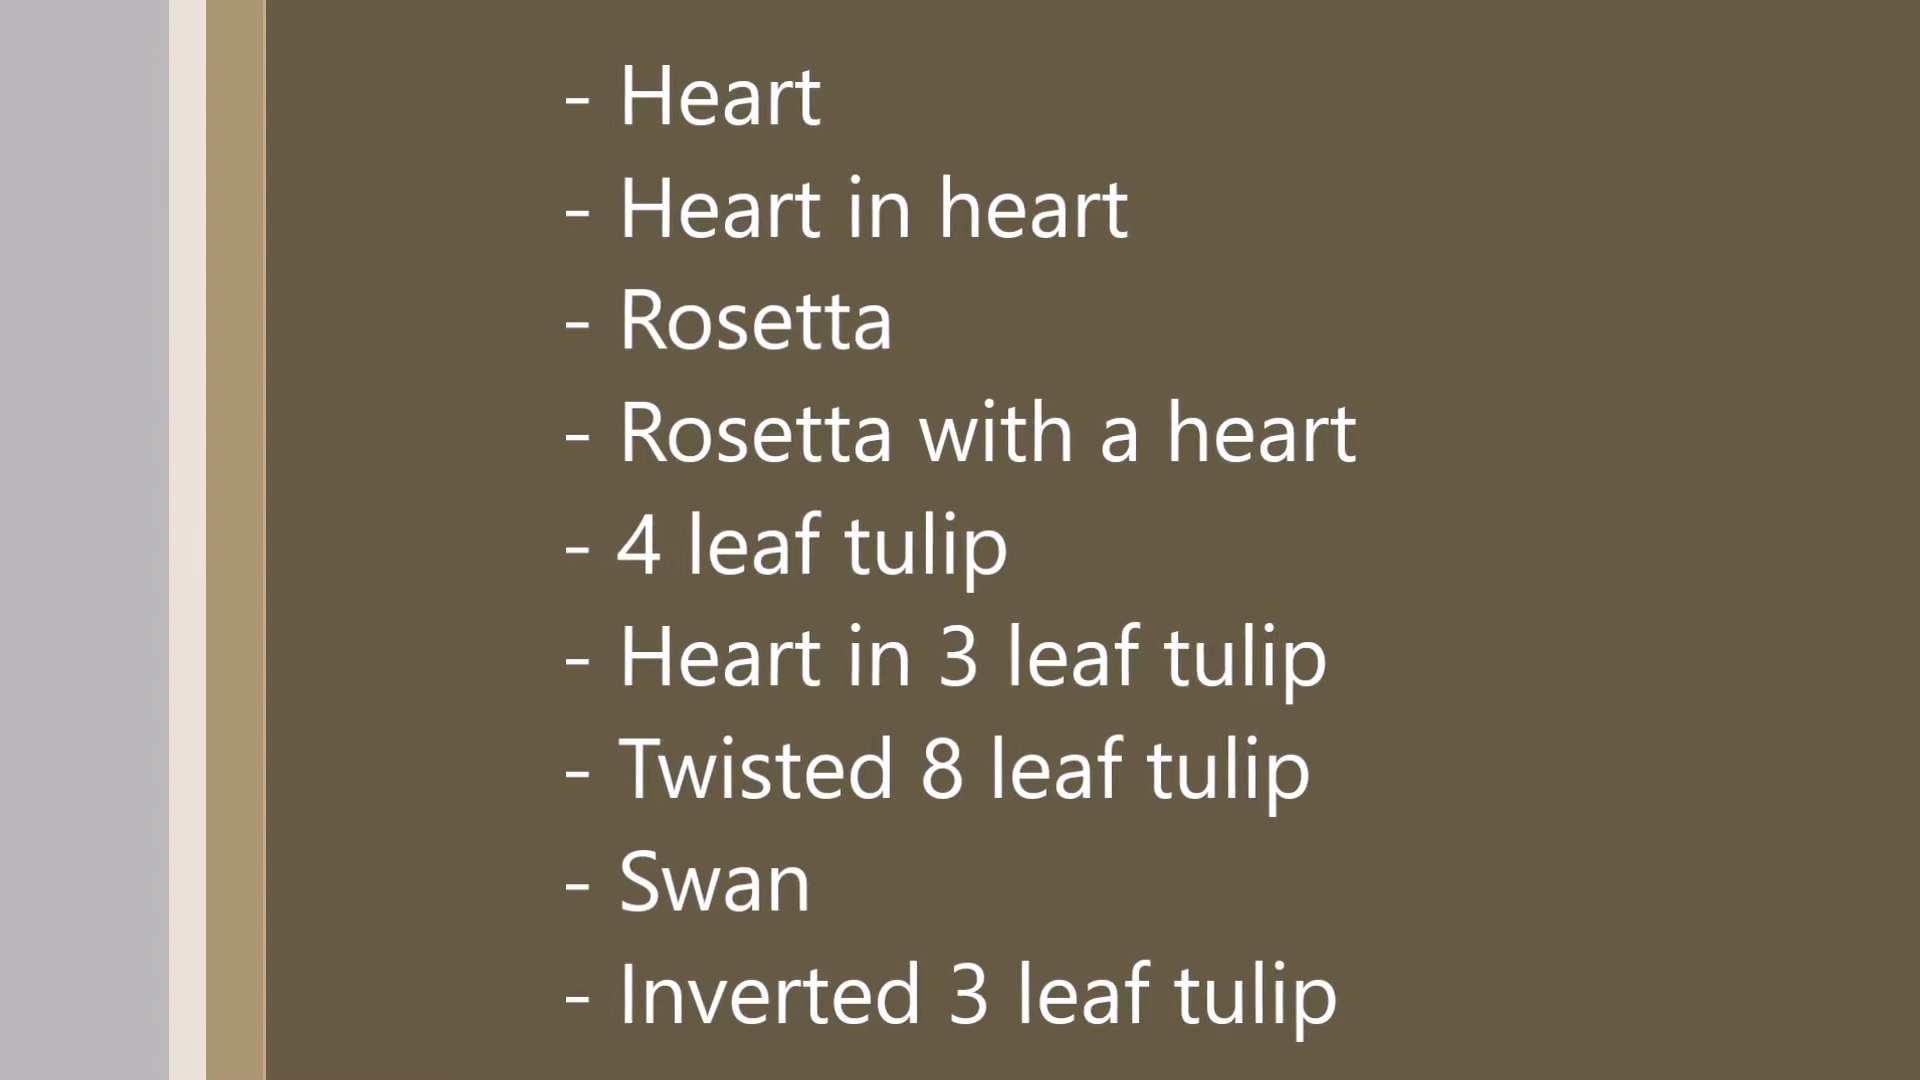 - Heart
- Heart in heart
- Rosetta
- Rosetta with a heart
- 4 leaf tulip
- Heart in 3 leaf tulip
- Twisted 8 leaf tulip
- Swan
- Inverted 3 leaf tulip